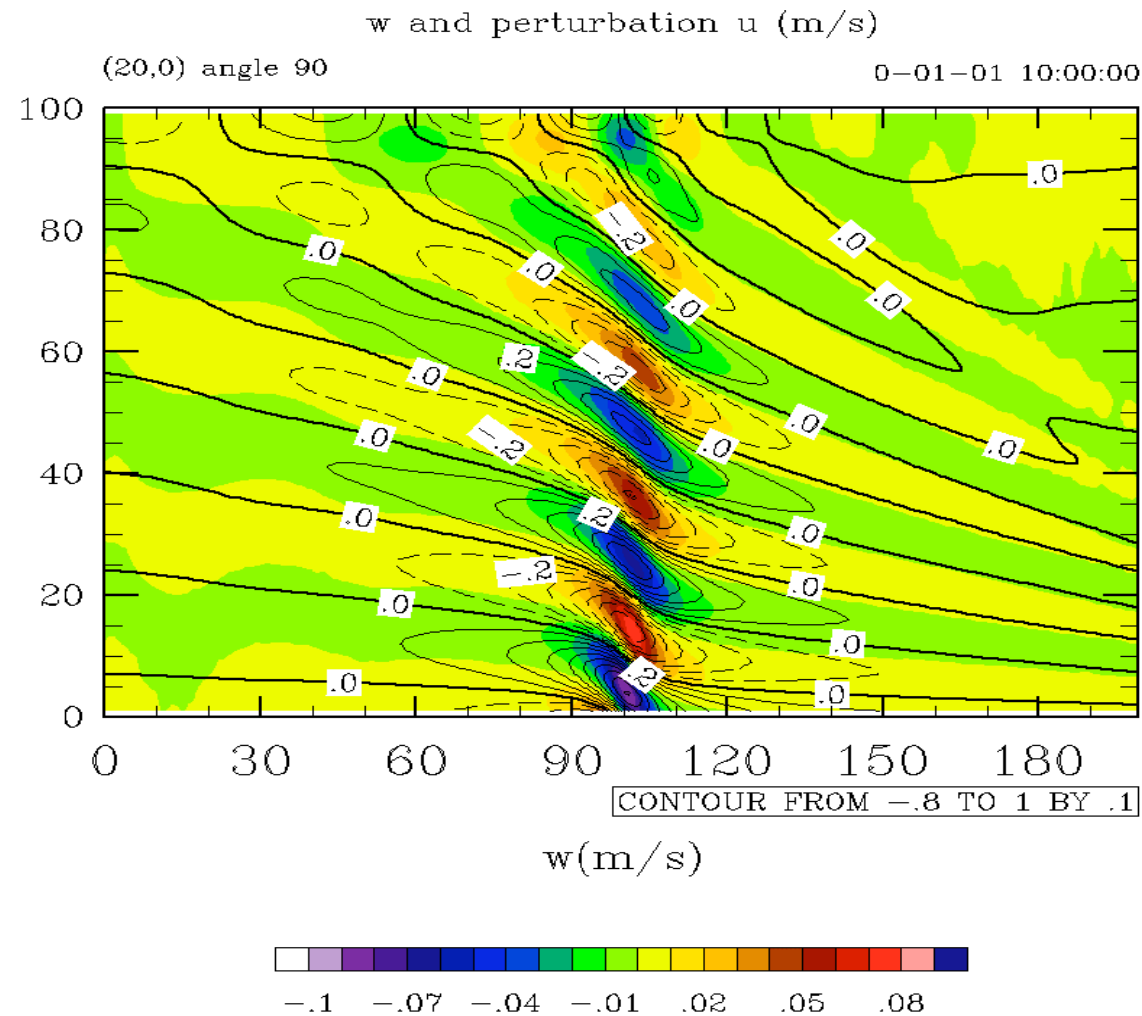 w and perturbation u (m/s)
(20,0) angle 90 0-01-01 10:00:00
100
.0
80 -.2 .0
.0
.0
.0 .0
60 .2 -.2
.0
.0
.0 -.2 .0 .0
40
.0 .2
.0
-.2 .0
20 .0
.0
.0 .2 .0
0
0 30 60 90 120 150 180
CONTOUR FROM -.8 TO 1 BY .1
w(m/s)
-.1 -.07 -.04 -.01 .02 .05 .08